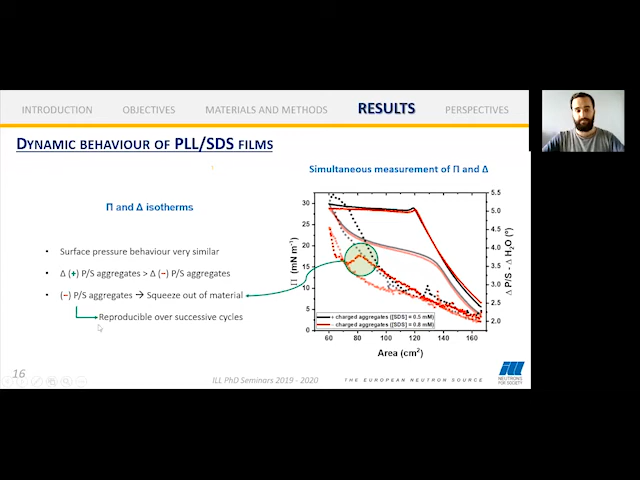 INTRODUCTION OBJECTIVES MATERIALS AND METHODS RESULTS PERSPECTIVES
DYNAMIC BEHAVIOUR OF PLL/SDS FILMS
Simultaneous measurement of Π and Δ
Π and Δ isotherms
• Surface pressure behaviour very similar
• Δ (+) P/S aggregates > Δ (−) P/S aggregates
• (−) P/S aggregates → Squeeze out of material
Reproducible over successive cycles
30
25
20
15
10
5
0
Π (mN m⁻¹)
5.5
5.0
4.5
4.0
3.5
3.0
2.5
2.0
Δ P/S - Δ H₂O (º)
+ charged aggregates ([SDS] = 0.5 mM)
− charged aggregates ([SDS] = 0.8 mM)
60 80 100 120 140 160
Area (cm²)
16
ILL PhD Seminars 2019 - 2020
THE EUROPEAN NEUTRON SOURCE
ill
NEUTRONS
FOR SOCIETY